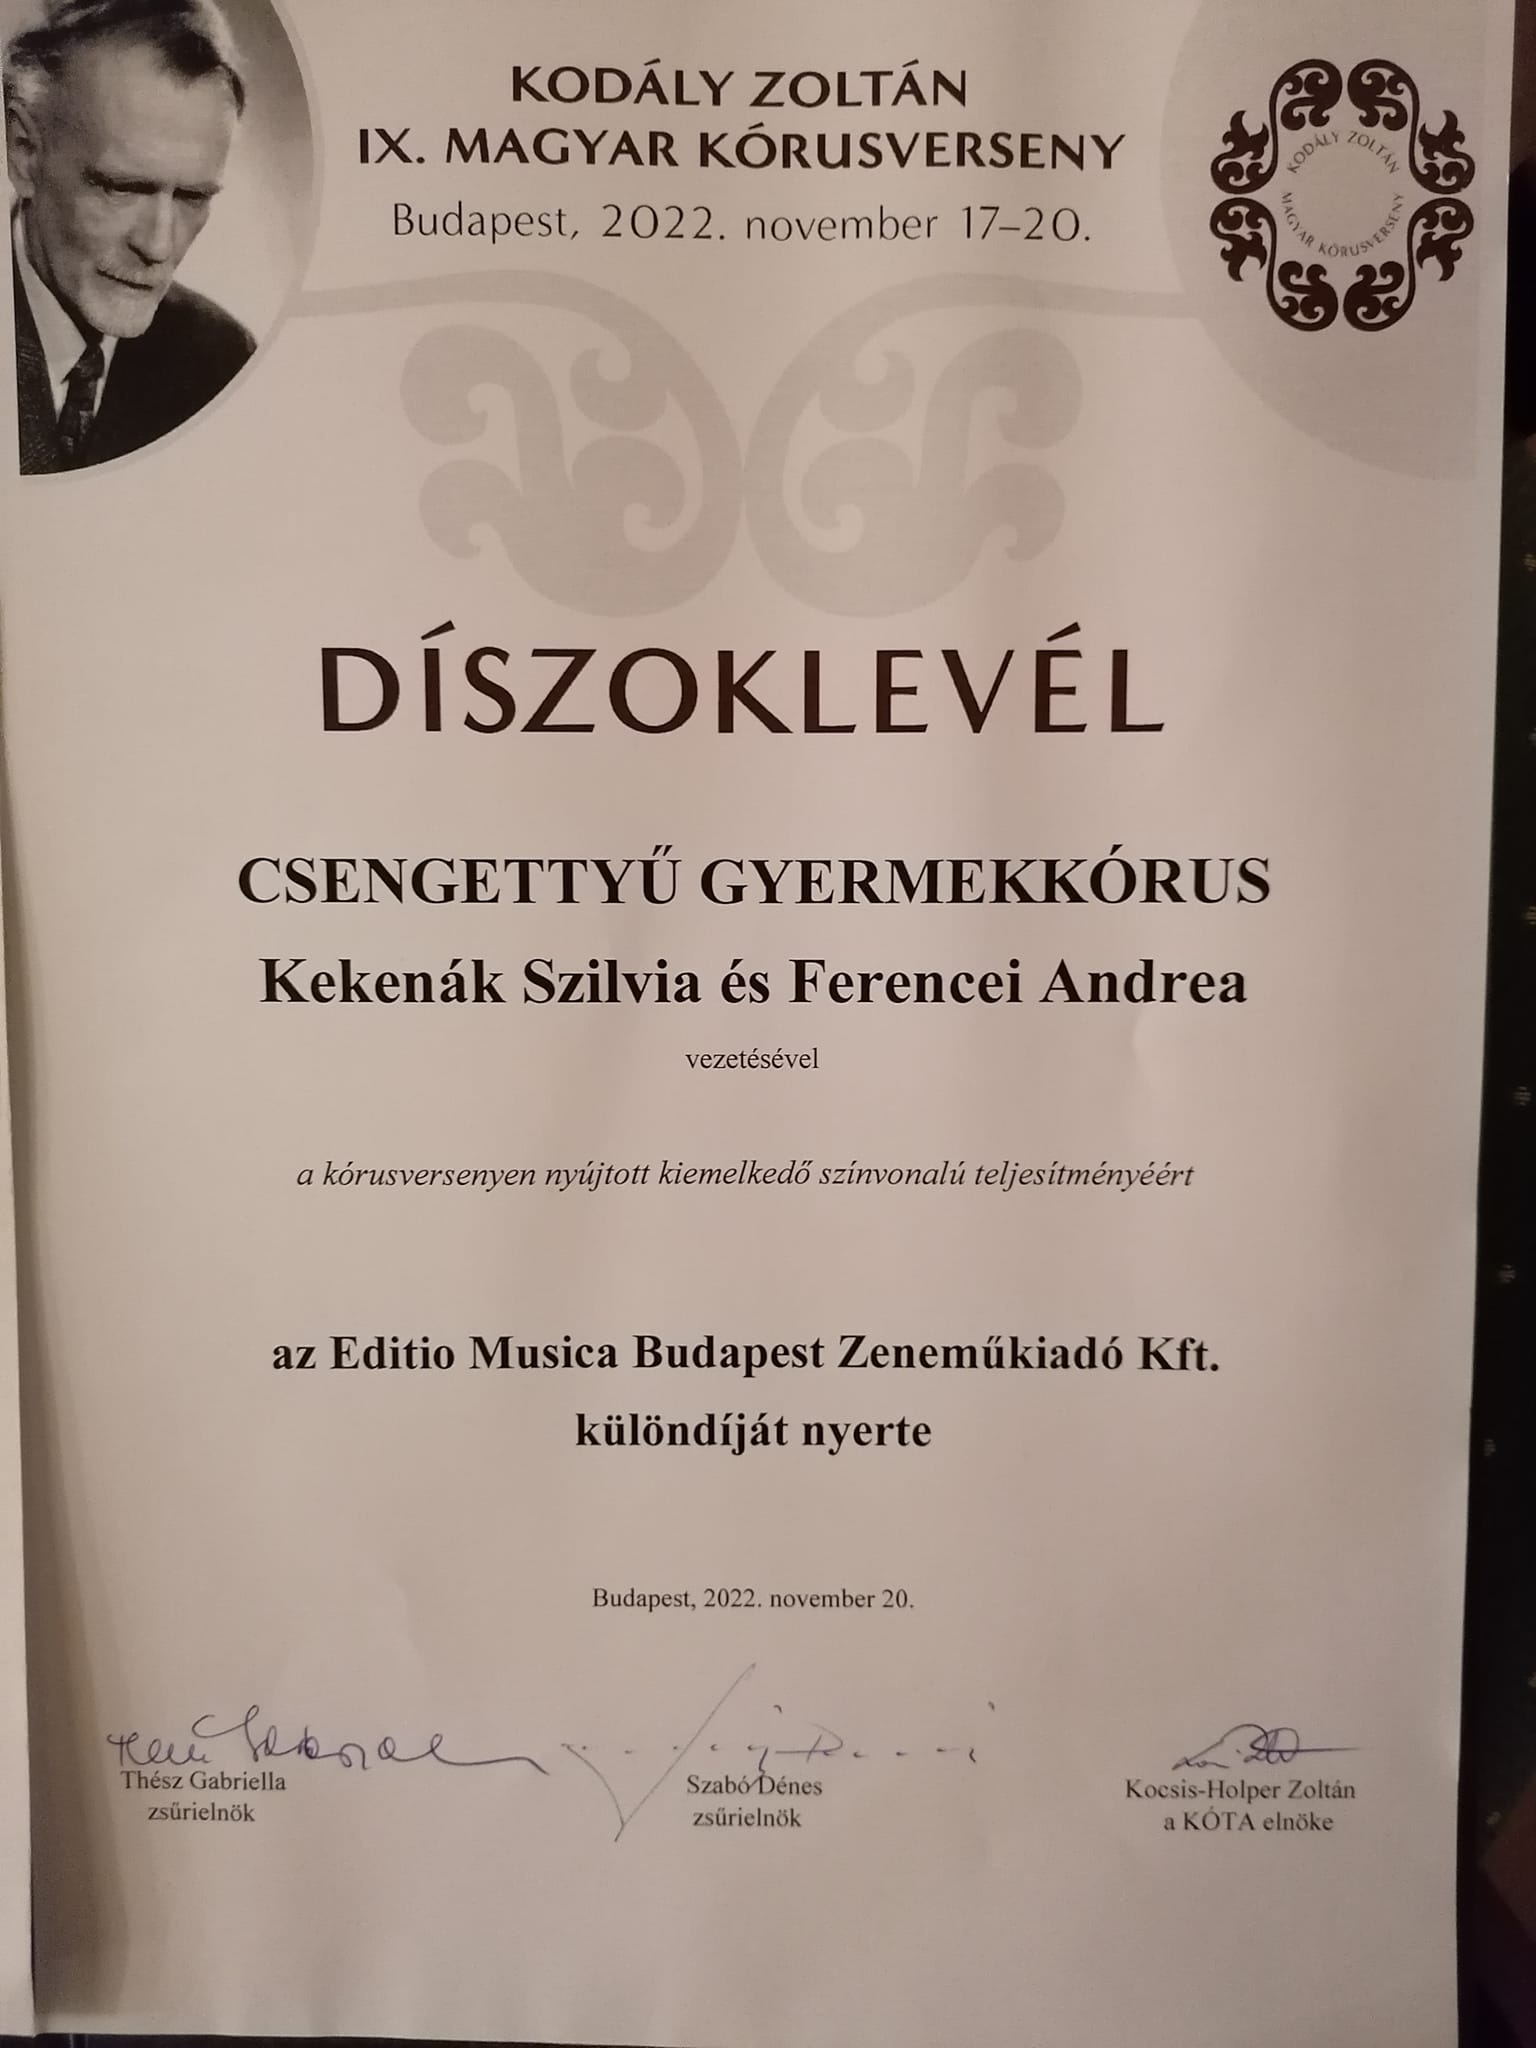 KODÁLY ZOLTÁN
IX. MAGYAR KÓRUSVERSENY
Budapest, 2022. november 17–20.
KODÁLY ZOLTÁN
MAGYAR KÓRUSVERSENY
DÍSZOKLEVÉL
CSENGETTYŰ GYERMEKKÓRUS
Kekenák Szilvia és Ferencei Andrea
vezetésével
a kórusversenyen nyújtott kiemelkedő színvonalú teljesítményéért
az Editio Musica Budapest Zeneműkiadó Kft.
különdíját nyerte
Budapest, 2022. november 20.
Thész Gabriella
zsűrielnök
Szabó Dénes
zsűrielnök
Kocsis-Holper Zoltán
a KÓTA elnöke